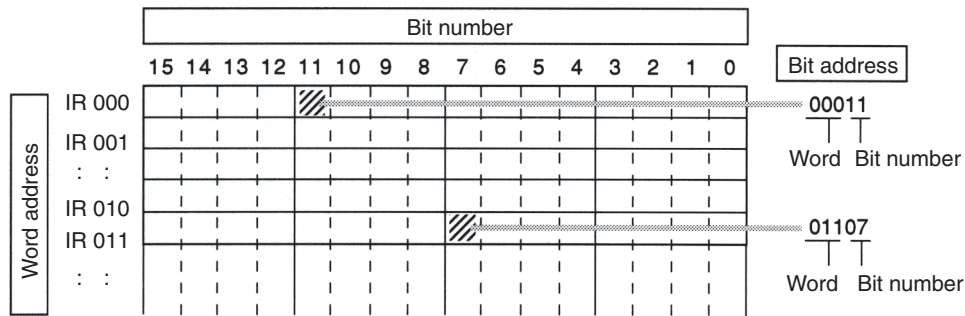 Bit number
15 14 13 12 11 10 9 8 7 6 5 4 3 2 1 0
Bit address
Word address
IR 000
00011
Word Bit number
IR 001
: :
IR 010
IR 011
01107
Word Bit number
: :